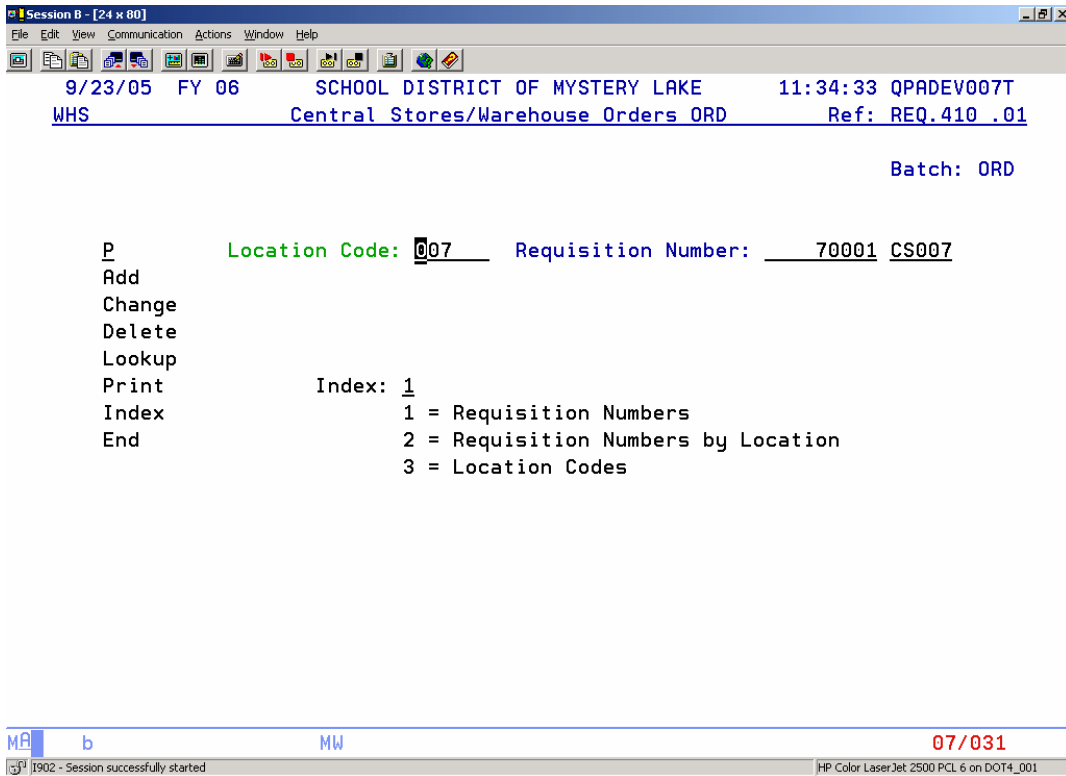 Session B - [24 x 80]
File Edit View Communication Actions Window Help
9/23/05 FY 06 SCHOOL DISTRICT OF MYSTERY LAKE 11:34:33 QPADEV007T
WHS Central Stores/Warehouse Orders ORD Ref: REQ.410 .01
Batch: ORD
P Location Code: 007 Requisition Number: 70001 CS007
Add
Change
Delete
Lookup
Print Index: 1
Index 1 = Requisition Numbers
End 2 = Requisition Numbers by Location
3 = Location Codes
MA b MW 07/031
I902 - Session successfully started HP Color LaserJet 2500 PCL 6 on DOT4_001